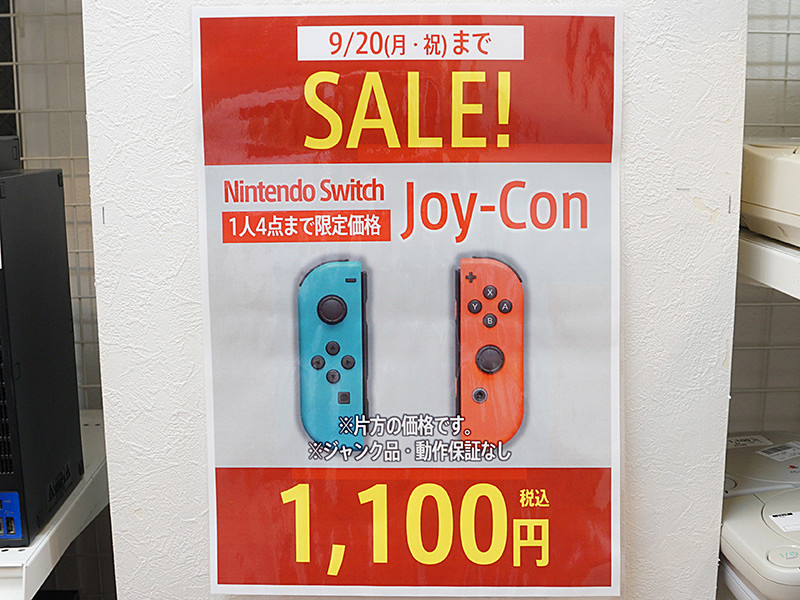 9/20(月・祝)まで
SALE!
Nintendo Switch
1人4点まで限定価格
Joy-Con
X
Y
A
B
※片方の価格です。
※ジャンク品・動作保証なし
1,100円
税込